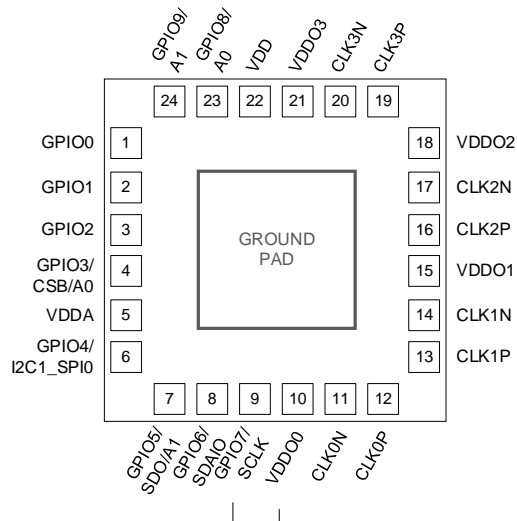 GPIO9/
A1
GPIO8/
A0
VDD
VDDO3
CLK3N
CLK3P
24
23
22
21
20
19
GPIO0
1
GPIO1
2
GPIO2
3
GPIO3/
CSB/A0
4
VDDA
5
GPIO4/
I2C1_SPI0
6
GROUND
PAD
18
VDDO2
17
CLK2N
16
CLK2P
15
VDDO1
14
CLK1N
13
CLK1P
7
8
9
10
11
12
GPIO5/
SDO/A1
GPIO6/
SDAIO
GPIO7/
SCLK
VDDO0
CLK0N
CLK0P